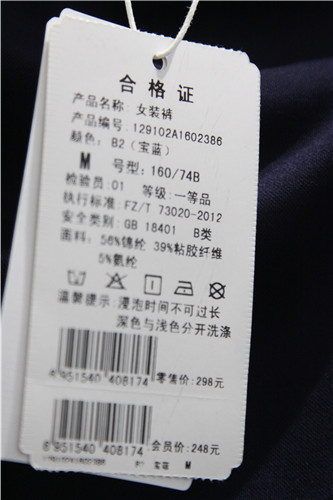 合格证
产品名称: 女装裤
产品编号: 129102A1602386
颜色: B2(宝蓝)
M 号型: 160/74B
检验员:01 等级:一等品
执行标准: FZ/T 73020-2012
安全类别: GB 18401 B类
面料: 56%锦纶 39%粘胶纤维
5%氨纶
温馨提示: 浸泡时间不可过长
深色与浅色分开洗涤
6 951540 408174 零售价:298元
6 951540 408174 会员价:248元
129102A1602386 B2 宝蓝 M